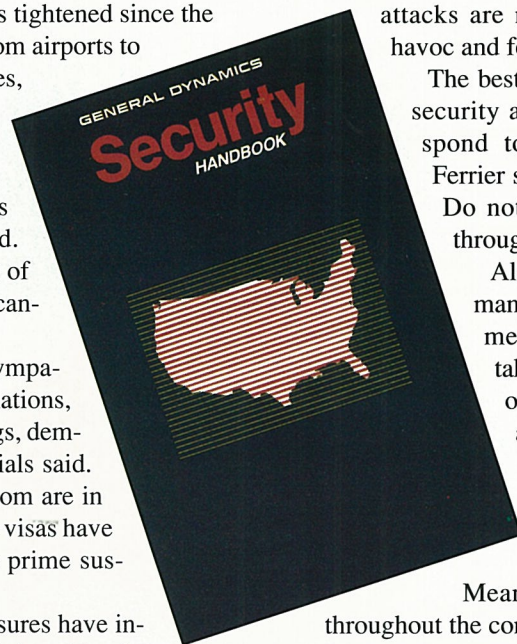 s tightened since the
om airports to
es,
s
d.
of
can-
ympa-
ations,
gs, dem-
ials said.
om are in
visas have
prime sus-
sures have in-
GENERAL DYNAMICS
Security
HANDBOOK
attacks are
havoc and fe
The best
security a
spond to
Ferrier s
Do not
throug
Al
man
me
tal
o
a
Mean
throughout the con